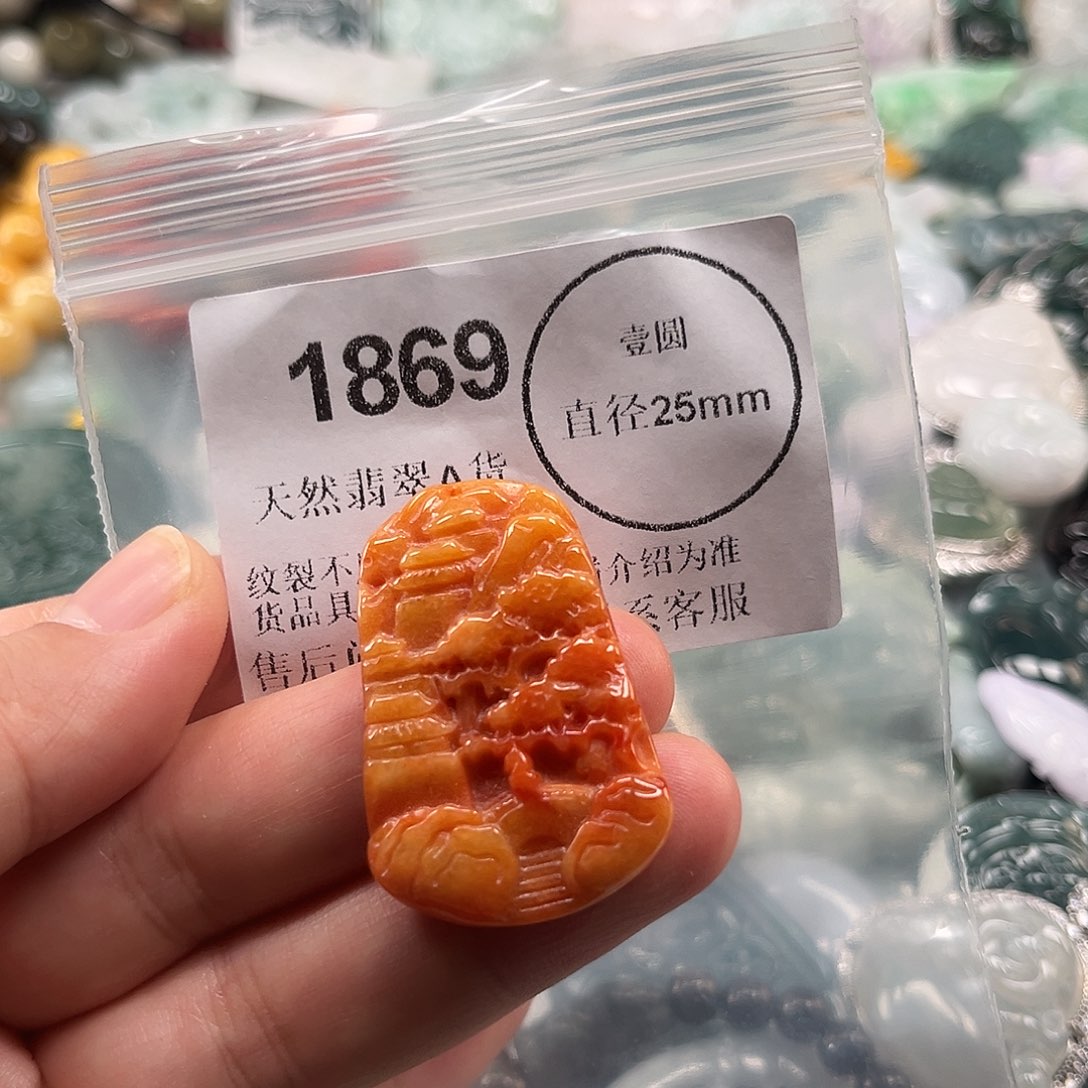 1869
壹圆
直径25mm
天然翡翠A货
纹裂不
介绍为准
货品具
系客服
售后